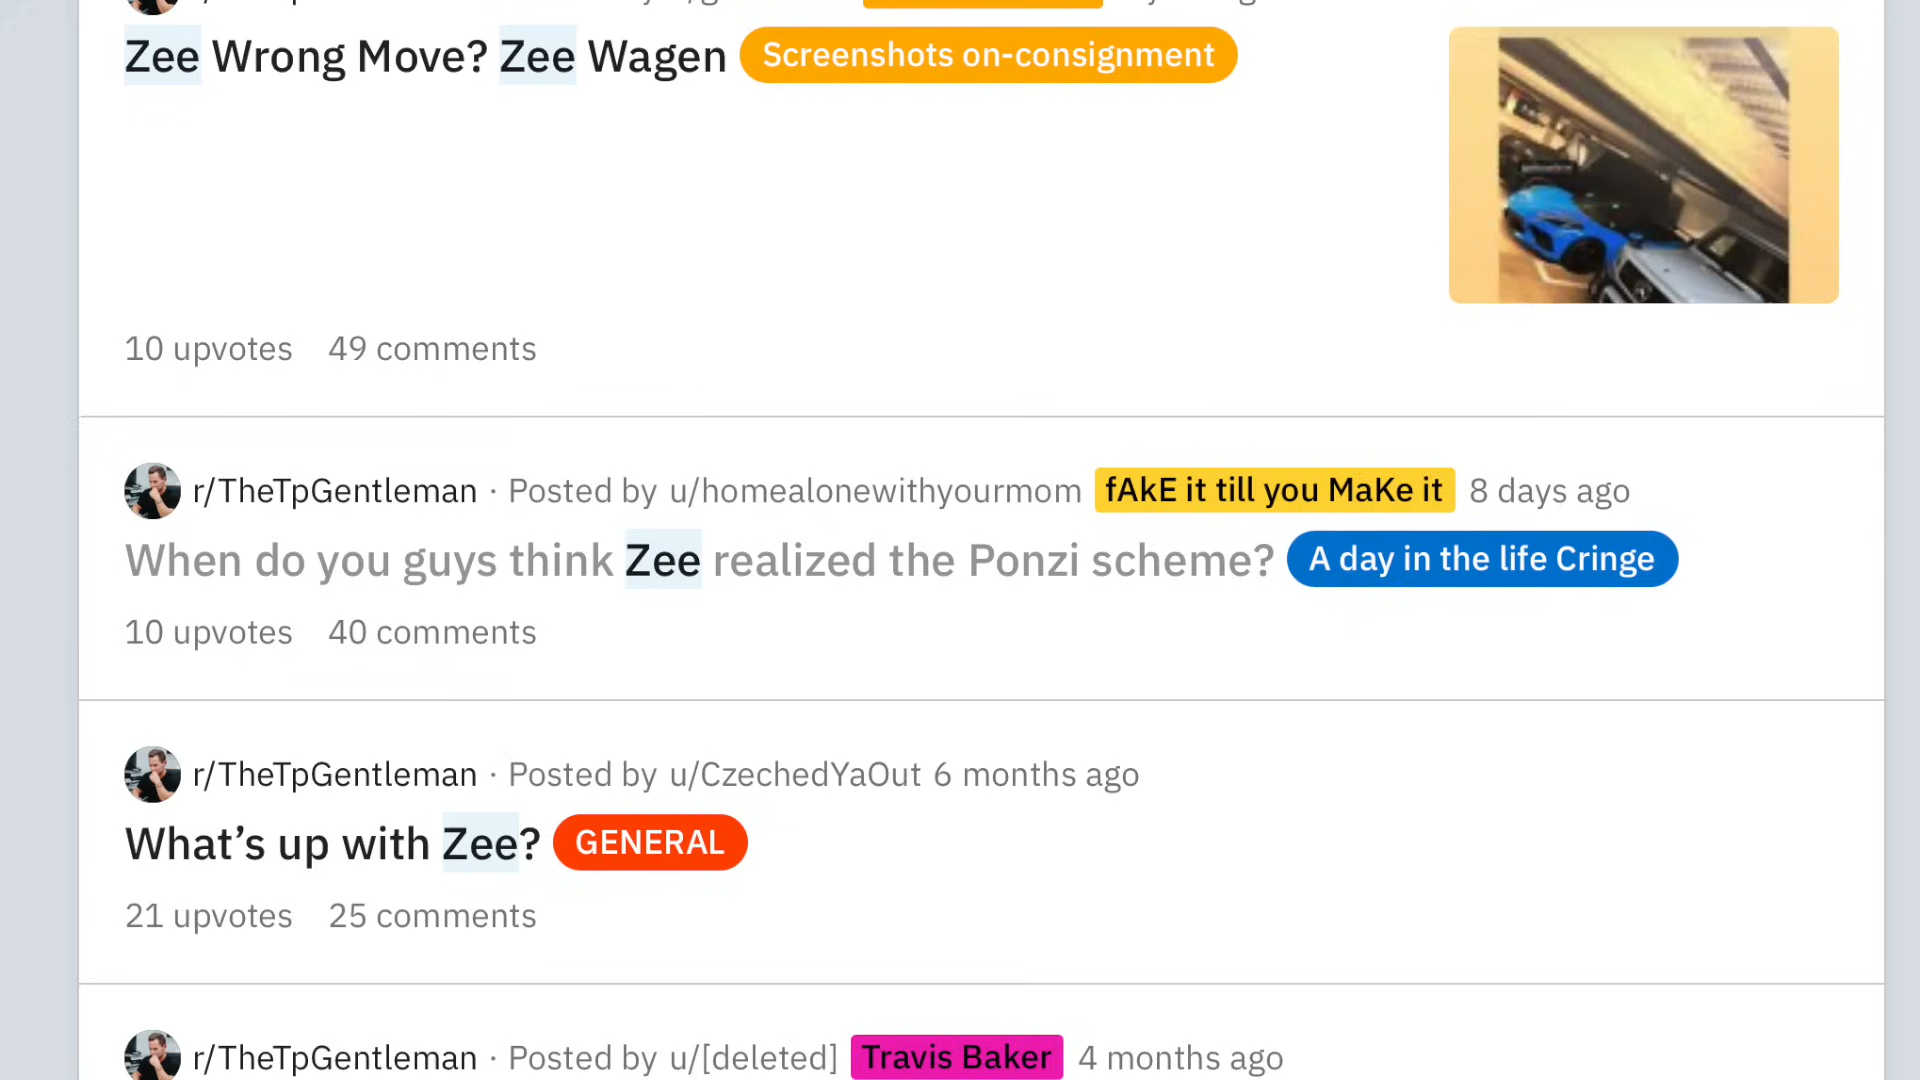 Zee Wrong Move? Zee Wagen Screenshots on-consignment
10 upvotes 49 comments
r/TheTpGentleman · Posted by u/homealonewithyourmom fAkE it till you MaKe it 8 days ago
When do you guys think Zee realized the Ponzi scheme? A day in the life Cringe
10 upvotes 40 comments
r/TheTpGentleman · Posted by u/CzechedYaOut 6 months ago
What’s up with Zee? GENERAL
21 upvotes 25 comments
r/TheTpGentleman · Posted by u/[deleted] Travis Baker 4 months ago